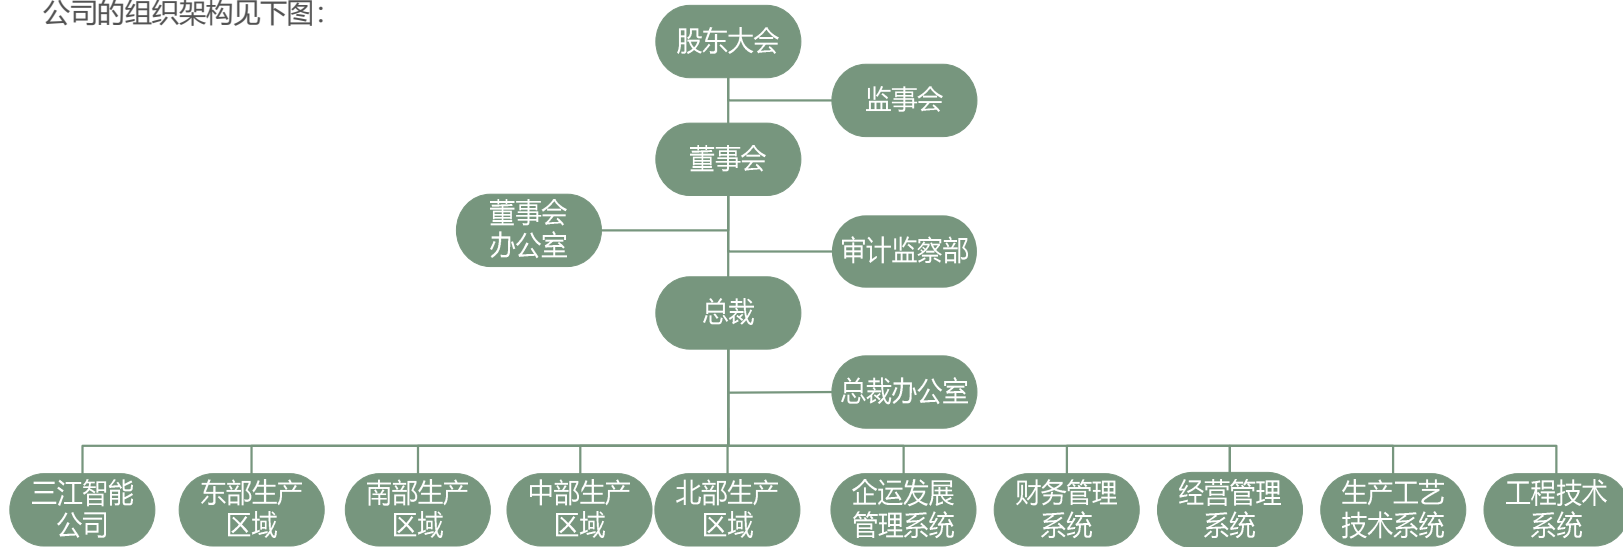 公司的组织架构见下图：
股东大会
监事会
董事会
董事会
办公室
审计监察部
总裁
总裁办公室
三江智能
公司
东部生产
区域
南部生产
区域
中部生产
区域
北部生产
区域
企运发展
管理系统
财务管理
系统
经营管理
系统
生产工艺
技术系统
工程技术
系统